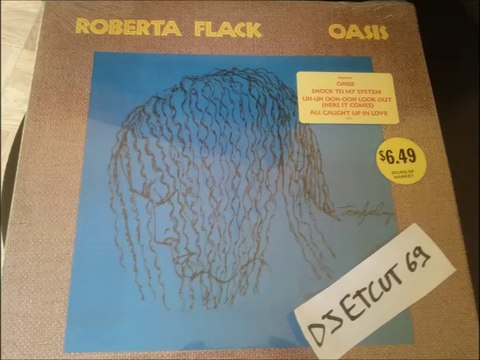 ROBERTA FLACK OASIS
OASIS
SHOCK TO MY SYSTEM
UH-UH OOH-OOH LOOK OUT
(HERE IT COMES)
ALL CAUGHT UP IN LOVE
$6.49
SOUND OF
MARKET
DJ ETCUT 69